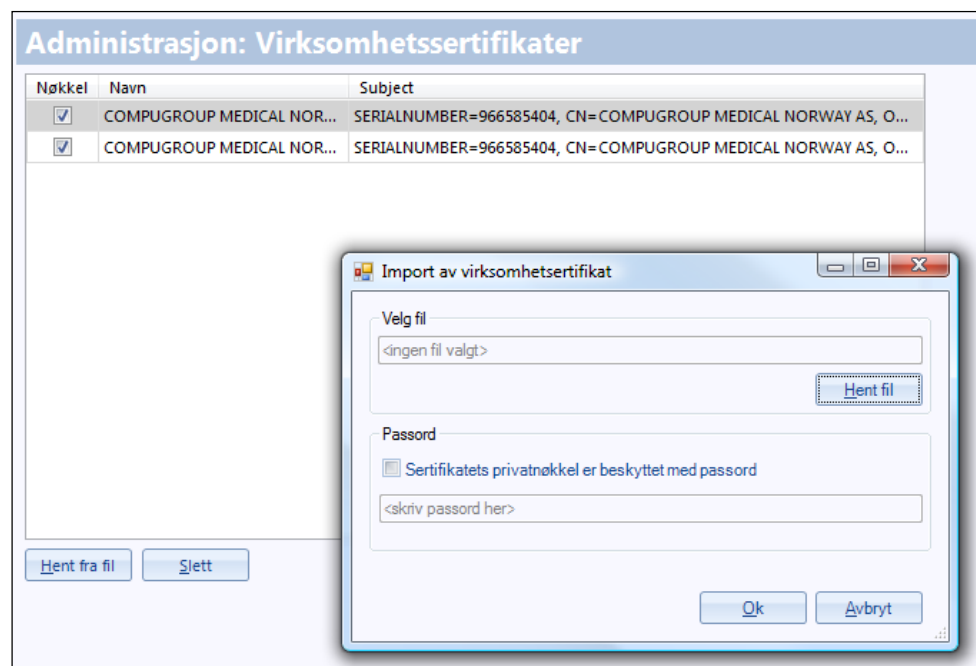 Administrasjon: Virksomhetssertifikater
Nøkkel Navn Subject
COMPUGROUP MEDICAL NOR... SERIALNUMBER=966585404, CN=COMPUGROUP MEDICAL NORWAY AS, O...
COMPUGROUP MEDICAL NOR... SERIALNUMBER=966585404, CN=COMPUGROUP MEDICAL NORWAY AS, O...
Import av virksomhetsertifikat
Velg fil
<ingen fil valgt>
Hent fil
Passord
Sertifikatets privatnøkkel er beskyttet med passord
<skriv passord her>
Hent fra fil Slett
Ok Avbryt